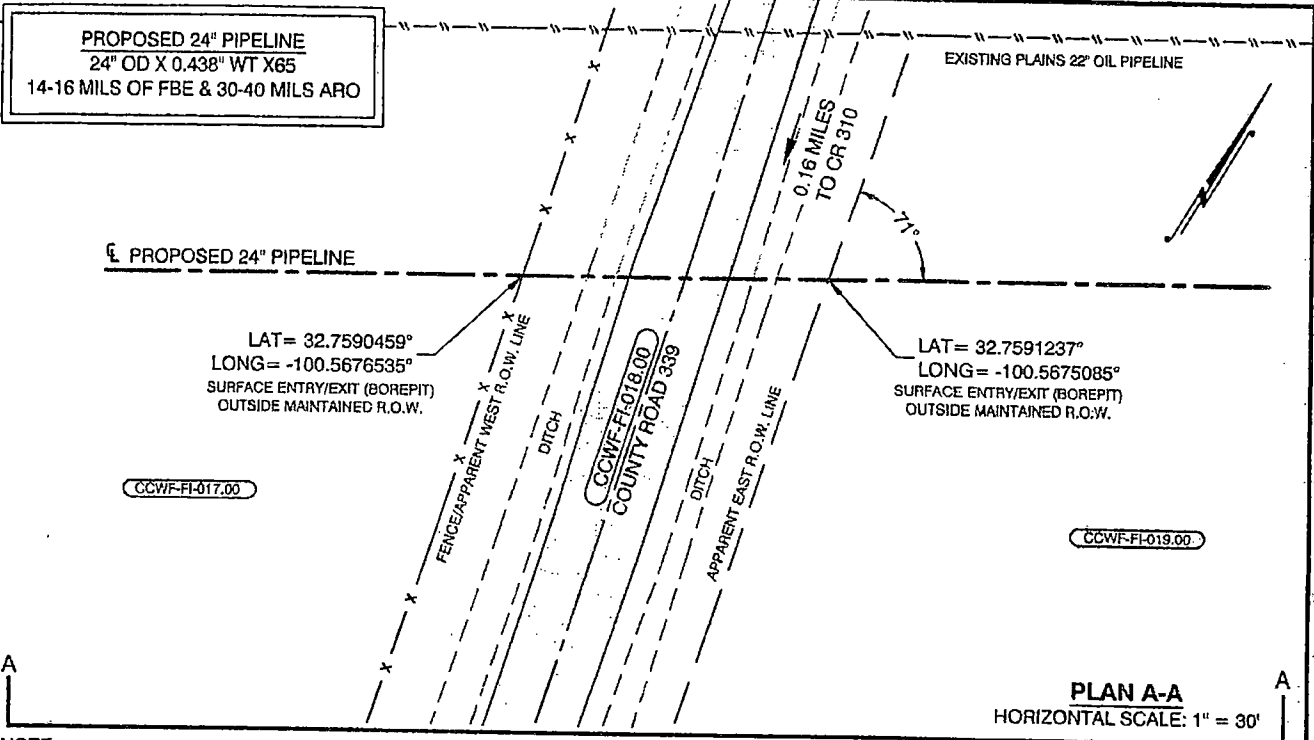 PROPOSED 24" PIPELINE
24" OD X 0.438" WT X65
14-16 MILS OF FBE & 30-40 MILS ARO
EXISTING PLAINS 22" OIL PIPELINE
0.16 MILES
TO CR 310
71°
N
℄ PROPOSED 24" PIPELINE
LAT= 32.7590459°
LONG= -100.5676535°
SURFACE ENTRY/EXIT (BOREPIT)
OUTSIDE MAINTAINED R.O.W.
LAT= 32.7591237°
LONG= -100.5675085°
SURFACE ENTRY/EXIT (BOREPIT)
OUTSIDE MAINTAINED R.O.W.
FENCE/APPARENT WEST R.O.W. LINE
DITCH
CCWF-FI-018.00
COUNTY ROAD 339
DITCH
APPARENT EAST R.O.W. LINE
CCWF-FI-017.00
CCWF-FI-019.00
A
A
PLAN A-A
HORIZONTAL SCALE: 1" = 30'